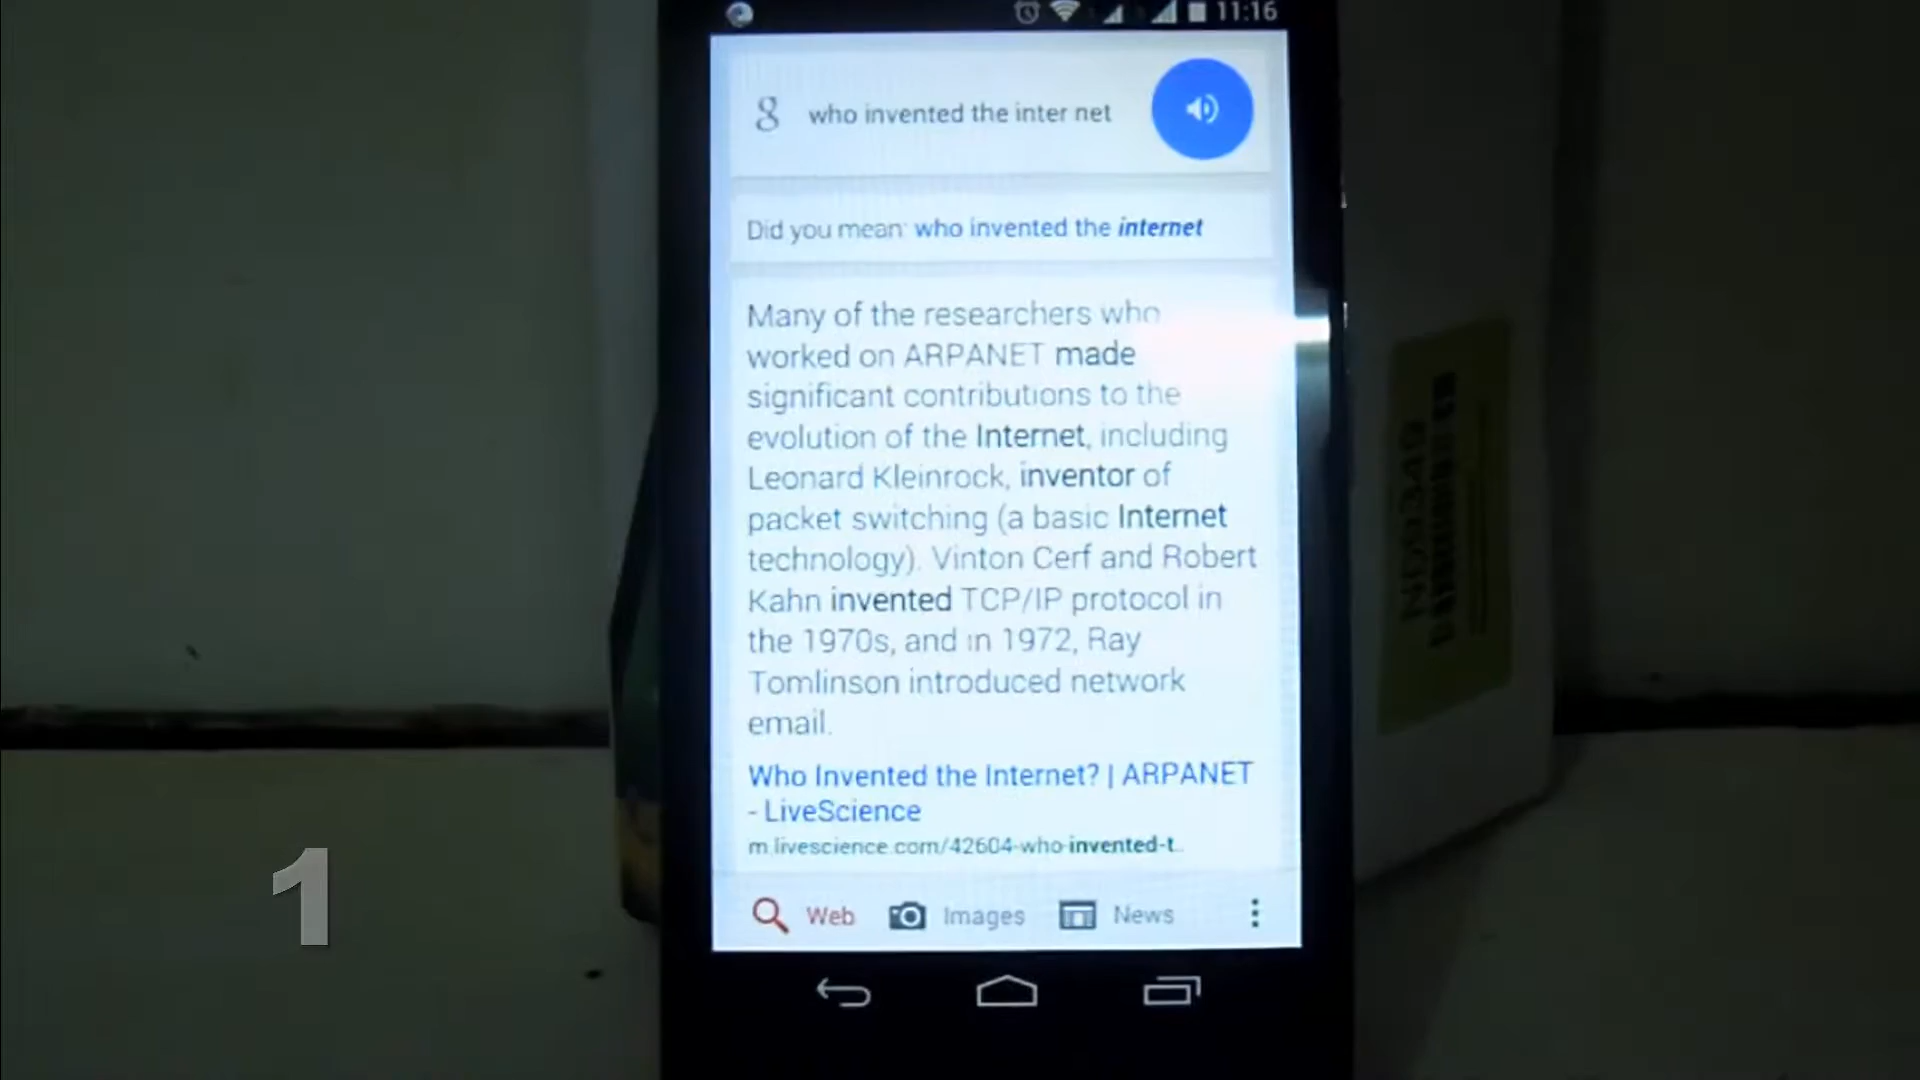 11:16
g who invented the inter net
Did you mean: who invented the internet
Many of the researchers who
worked on ARPANET made
significant contributions to the
evolution of the Internet, including
Leonard Kleinrock, inventor of
packet switching (a basic Internet
technology). Vinton Cerf and Robert
Kahn invented TCP/IP protocol in
the 1970s, and in 1972, Ray
Tomlinson introduced network
email.
Who Invented the Internet? | ARPANET
- LiveScience
m.livescience.com/42604-who-invented-t..
Web Images News
N69349
1